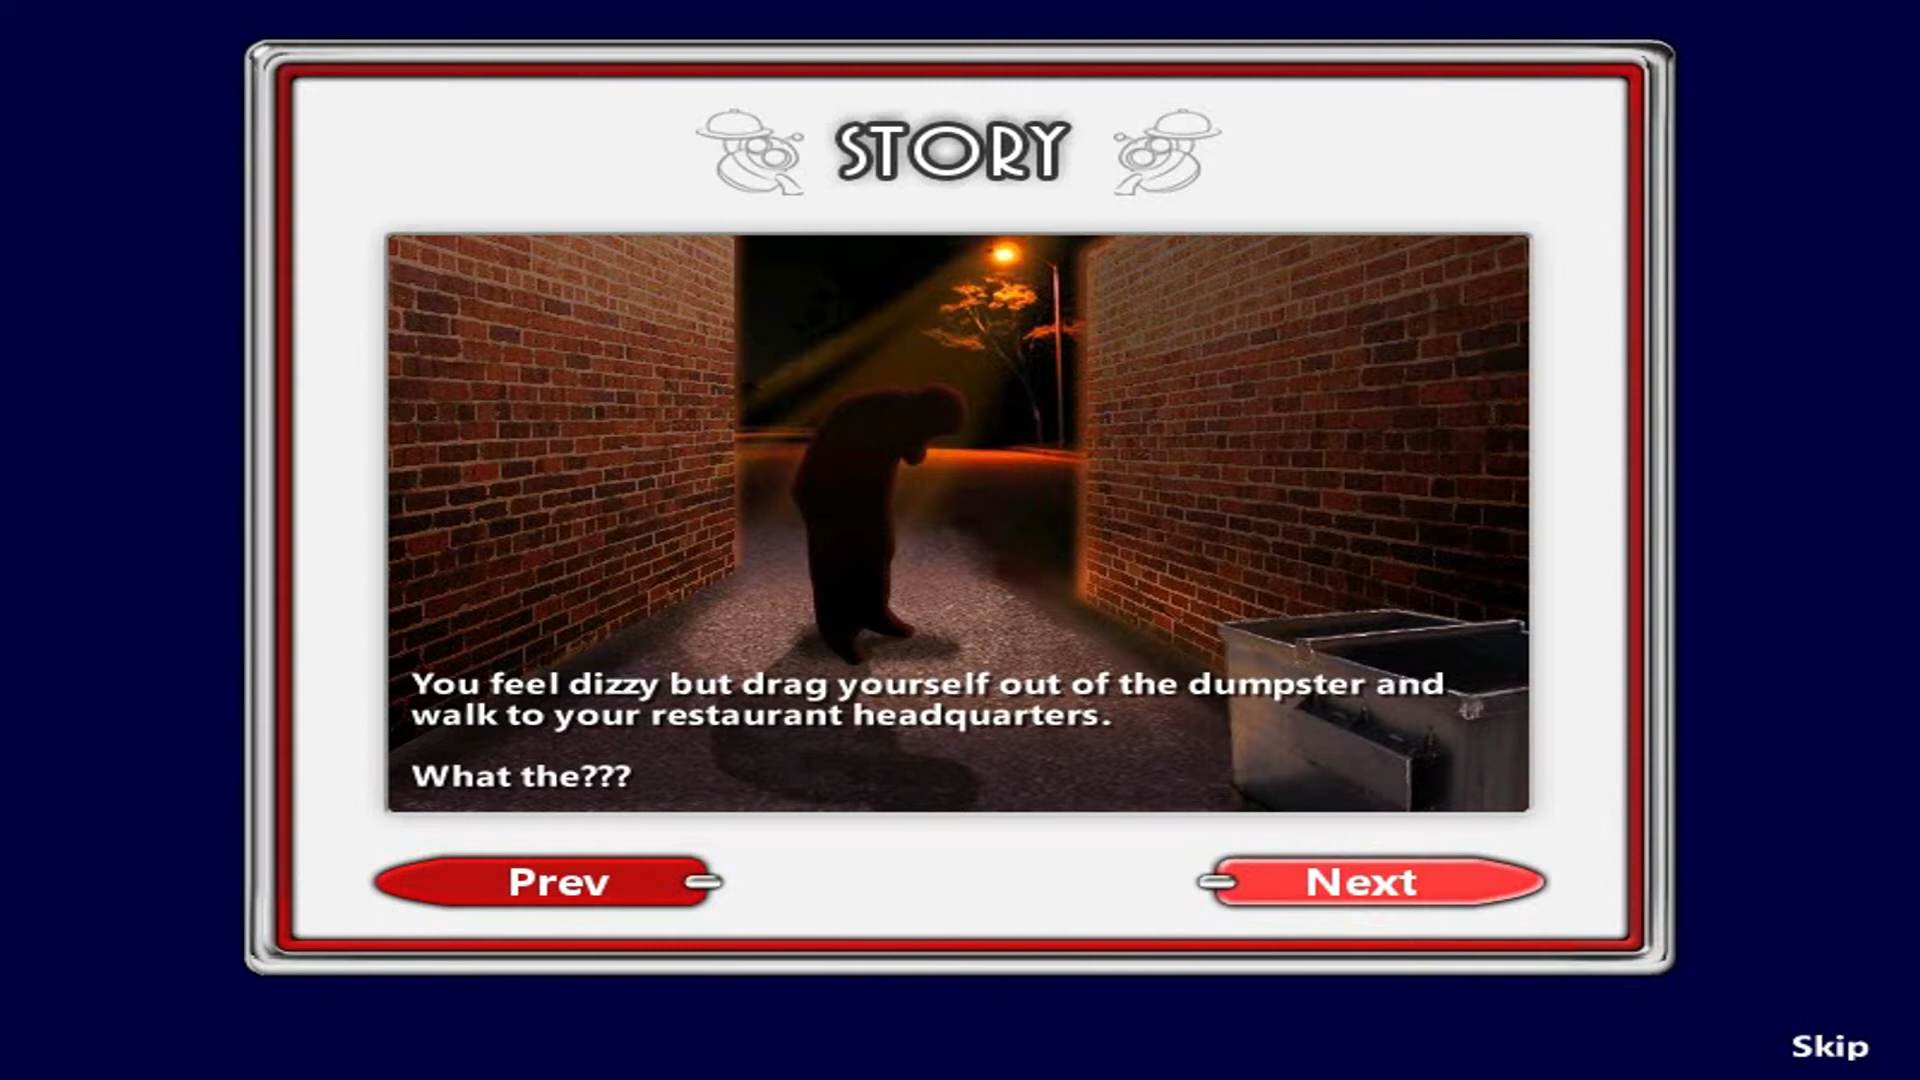 STORY
You feel dizzy but drag yourself out of the dumpster and
walk to your restaurant headquarters.
What the???
Prev
Next
Skip